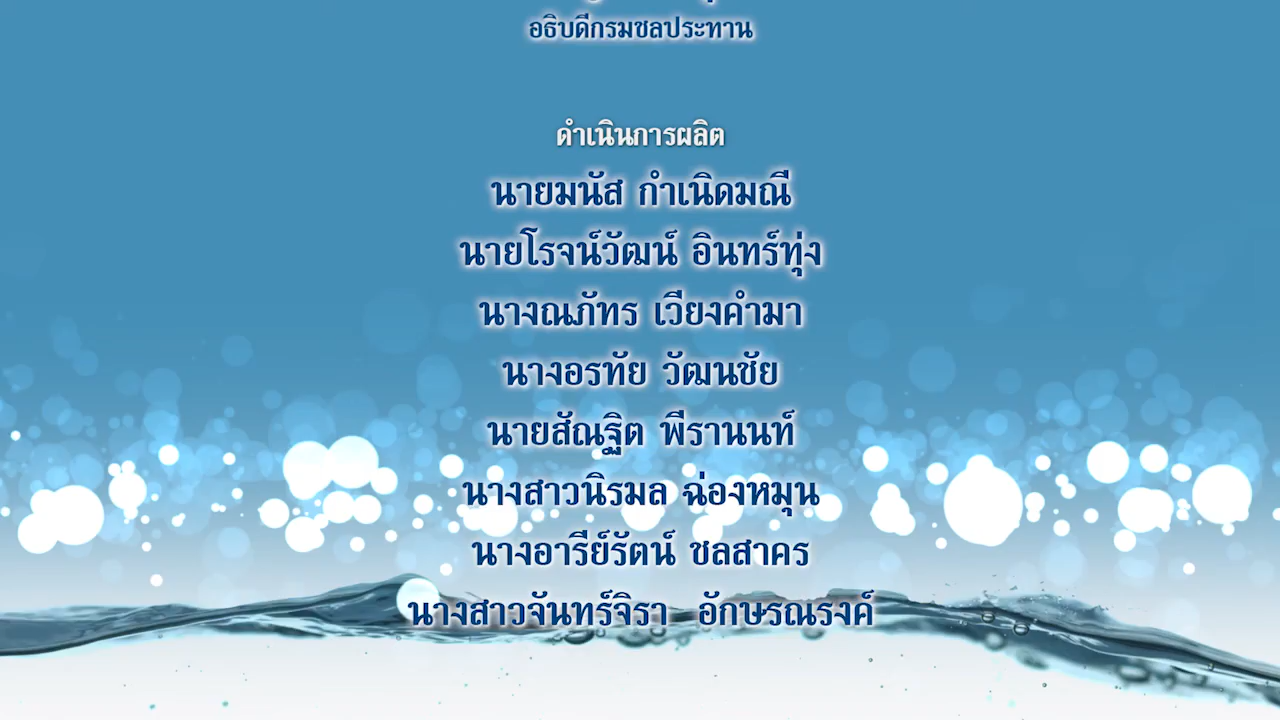 อธิบดีกรมชลประทาน
ดำเนินการผลิต
นายมนัส กำเนิดมณี
นายโรจน์วัฒน์ อินทร์ทุ่ง
นางณภัทร เวียงคำมา
นางอรทัย วัฒนชัย
นายสัณฐิต พีรานนท์
นางสาวนิรมล ฉ่องหมุน
นางอารีย์รัตน์ ชลสาคร
นางสาวจันทร์จิรา อักษรณรงค์